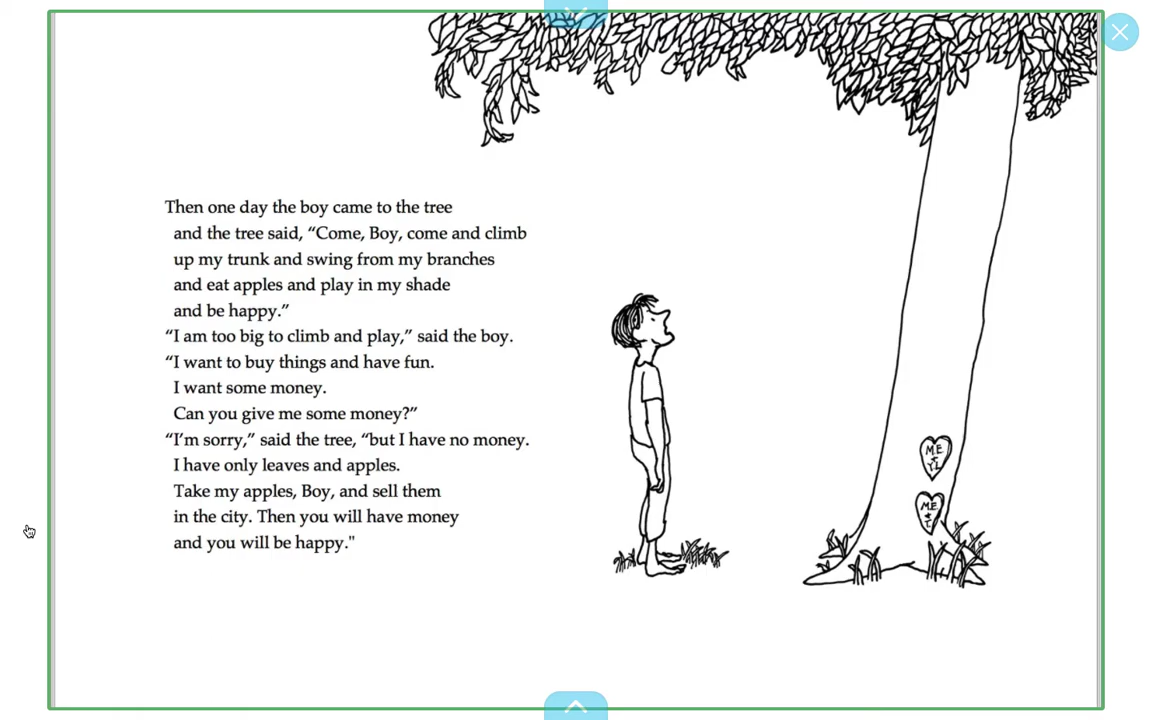 Then one day the boy came to the tree
and the tree said, “Come, Boy, come and climb
up my trunk and swing from my branches
and eat apples and play in my shade
and be happy.”
“I am too big to climb and play,” said the boy.
“I want to buy things and have fun.
I want some money.
Can you give me some money?”
“I’m sorry,” said the tree, “but I have no money.
I have only leaves and apples.
Take my apples, Boy, and sell them
in the city. Then you will have money
and you will be happy."
M.E
+
Y.L
M.E.
+
T.